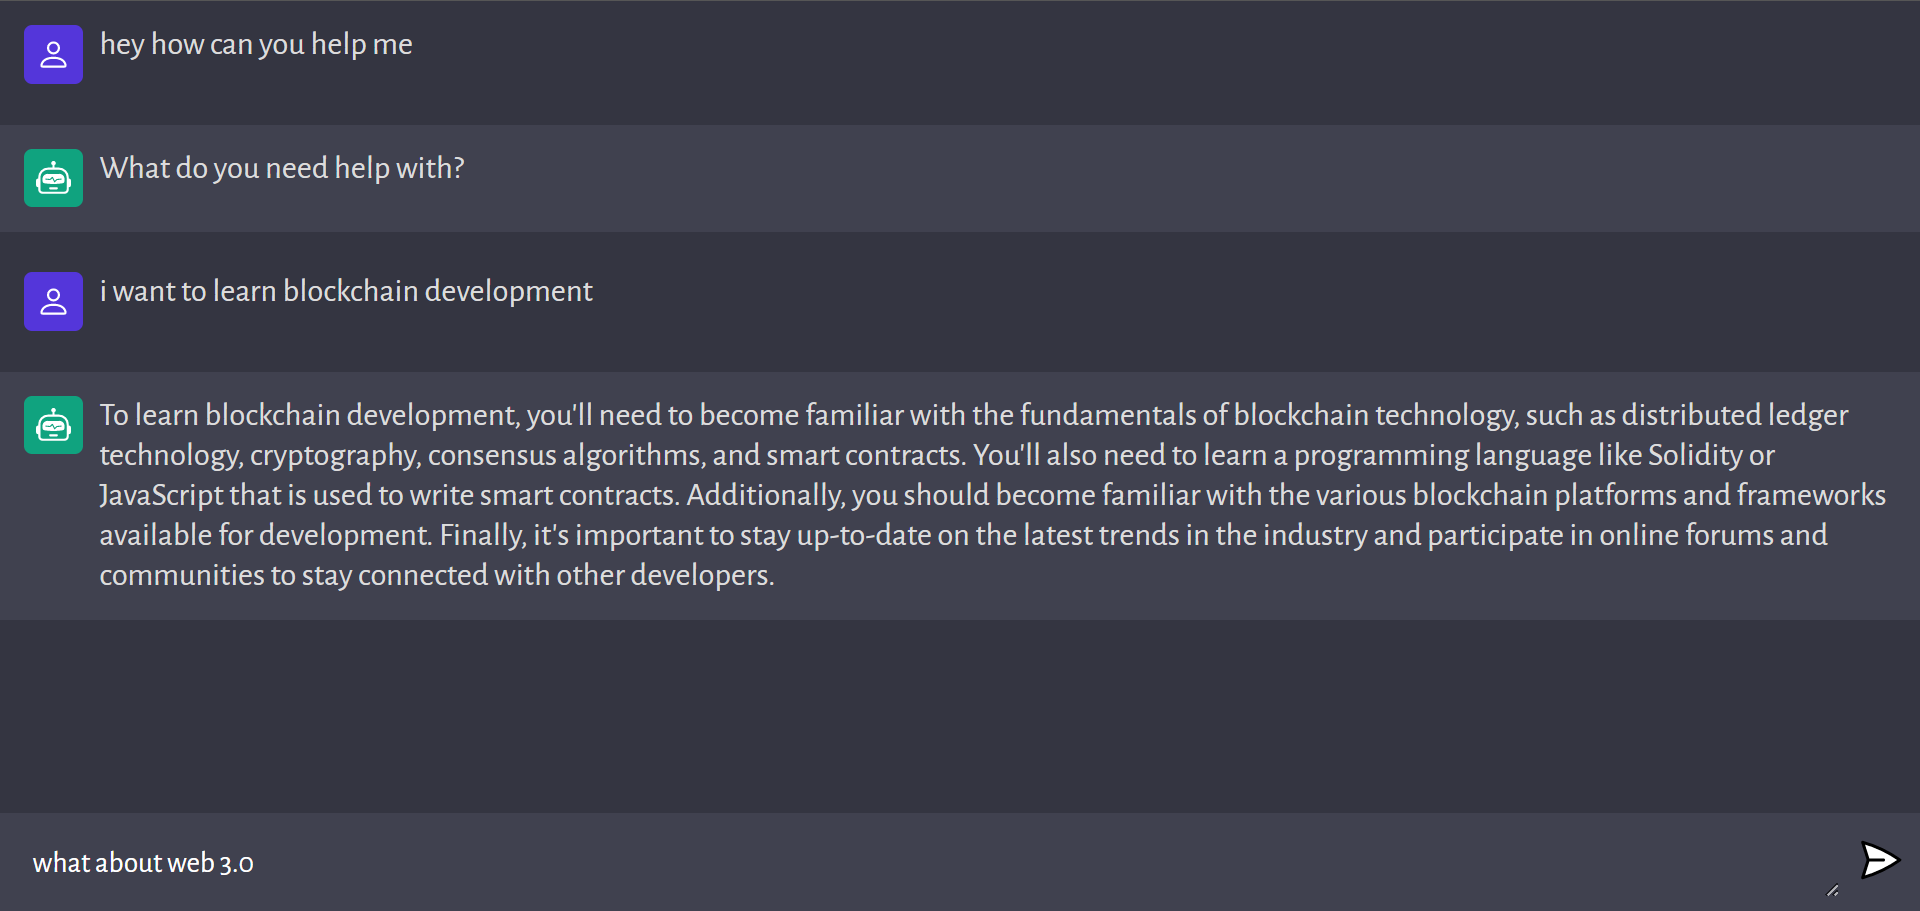 hey how can you help me
What do you need help with?
i want to learn blockchain development
To learn blockchain development, you'll need to become familiar with the fundamentals of blockchain technology, such as distributed ledger
technology, cryptography, consensus algorithms, and smart contracts. You'll also need to learn a programming language like Solidity or
JavaScript that is used to write smart contracts. Additionally, you should become familiar with the various blockchain platforms and frameworks
available for development. Finally, it's important to stay up-to-date on the latest trends in the industry and participate in online forums and
communities to stay connected with other developers.
what about web 3.0